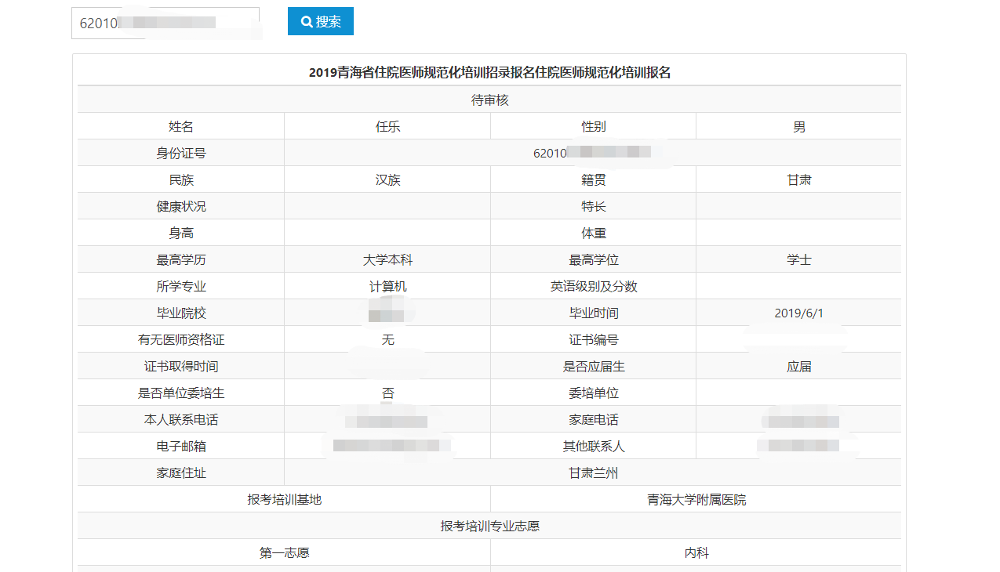 62010
搜索
2019青海省住院医师规范化培训招录报名住院医师规范化培训报名
待审核
姓名 任乐 性别 男
身份证号 62010
民族 汉族 籍贯 甘肃
健康状况 特长
身高 体重
最高学历 大学本科 最高学位 学士
所学专业 计算机 英语级别及分数
毕业院校 毕业时间 2019/6/1
有无医师资格证 无 证书编号
证书取得时间 是否应届生 应届
是否单位委培生 否 委培单位
本人联系电话 家庭电话
电子邮箱 其他联系人
家庭住址 甘肃兰州
报考培训基地 青海大学附属医院
报考培训专业志愿
第一志愿 内科